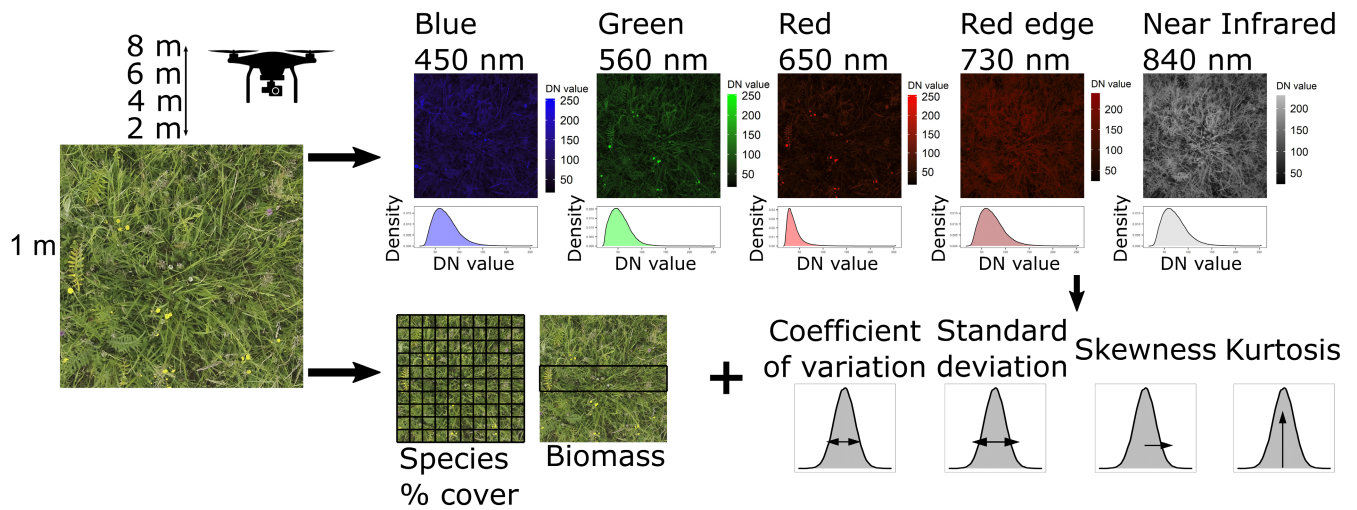 8 m
6 m
4 m
2 m
1 m
Blue
450 nm
Green
560 nm
Red
650 nm
Red edge
730 nm
Near Infrared
840 nm
DN value
250
200
150
100
50
DN value
250
200
150
100
50
DN value
250
200
150
100
50
DN value
200
150
100
50
DN value
200
150
100
50
Density
DN value
Density
DN value
Density
DN value
Density
DN value
Density
DN value
Species
% cover
Biomass
+
Coefficient
of variation
Standard
deviation
Skewness
Kurtosis